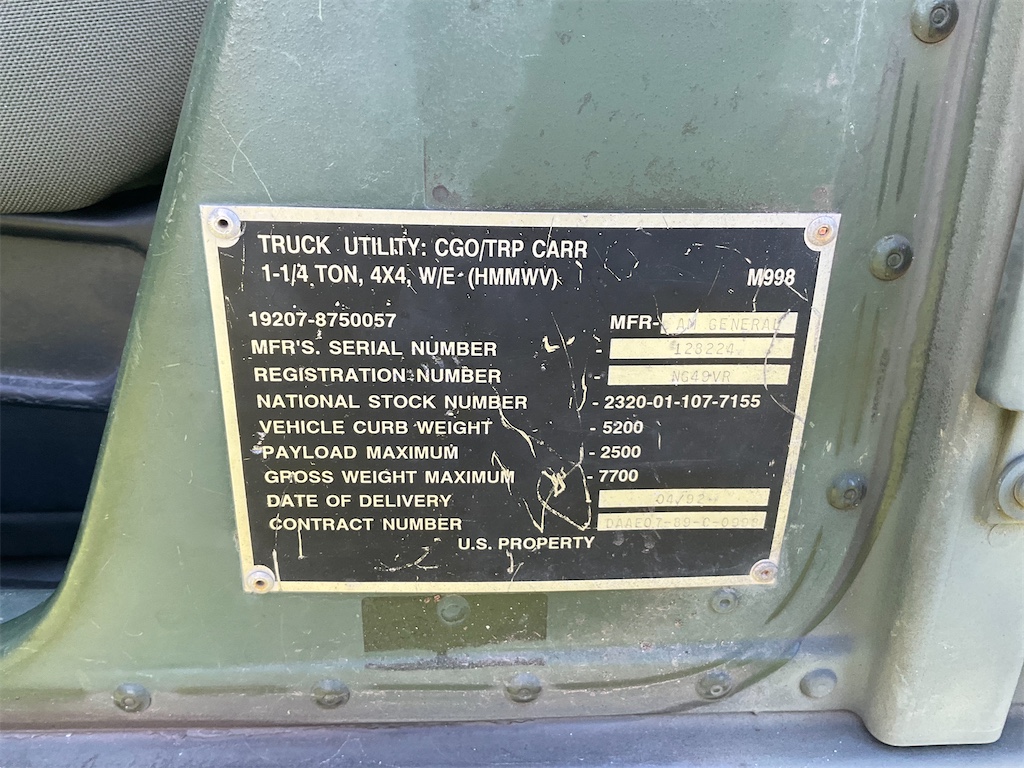 TRUCK UTILITY: CGO/TRP CARR
1-1/4 TON, 4X4, W/E (HMMWV) M998
19207-8750057 MFR- AM GENERAL
MFR'S. SERIAL NUMBER - 128224
REGISTRATION NUMBER - NG49VR
NATIONAL STOCK NUMBER - 2320-01-107-7155
VEHICLE CURB WEIGHT - 5200
PAYLOAD MAXIMUM - 2500
GROSS WEIGHT MAXIMUM - 7700
DATE OF DELIVERY - 04/92
CONTRACT NUMBER -
U.S. PROPERTY